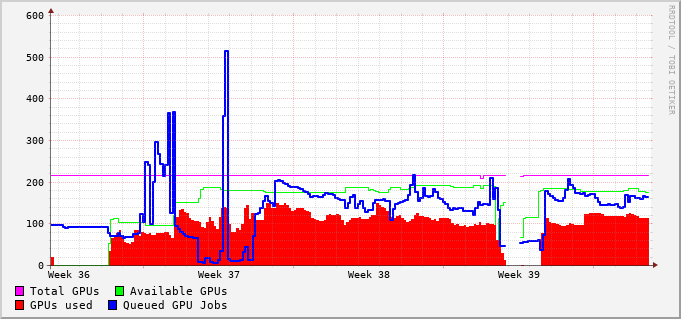 600
500
400
300
200
100
0
Week 36 Week 37 Week 38 Week 39
Total GPUs Available GPUs
GPUs used Queued GPU Jobs
RRDTOOL / TOBI OETIKER